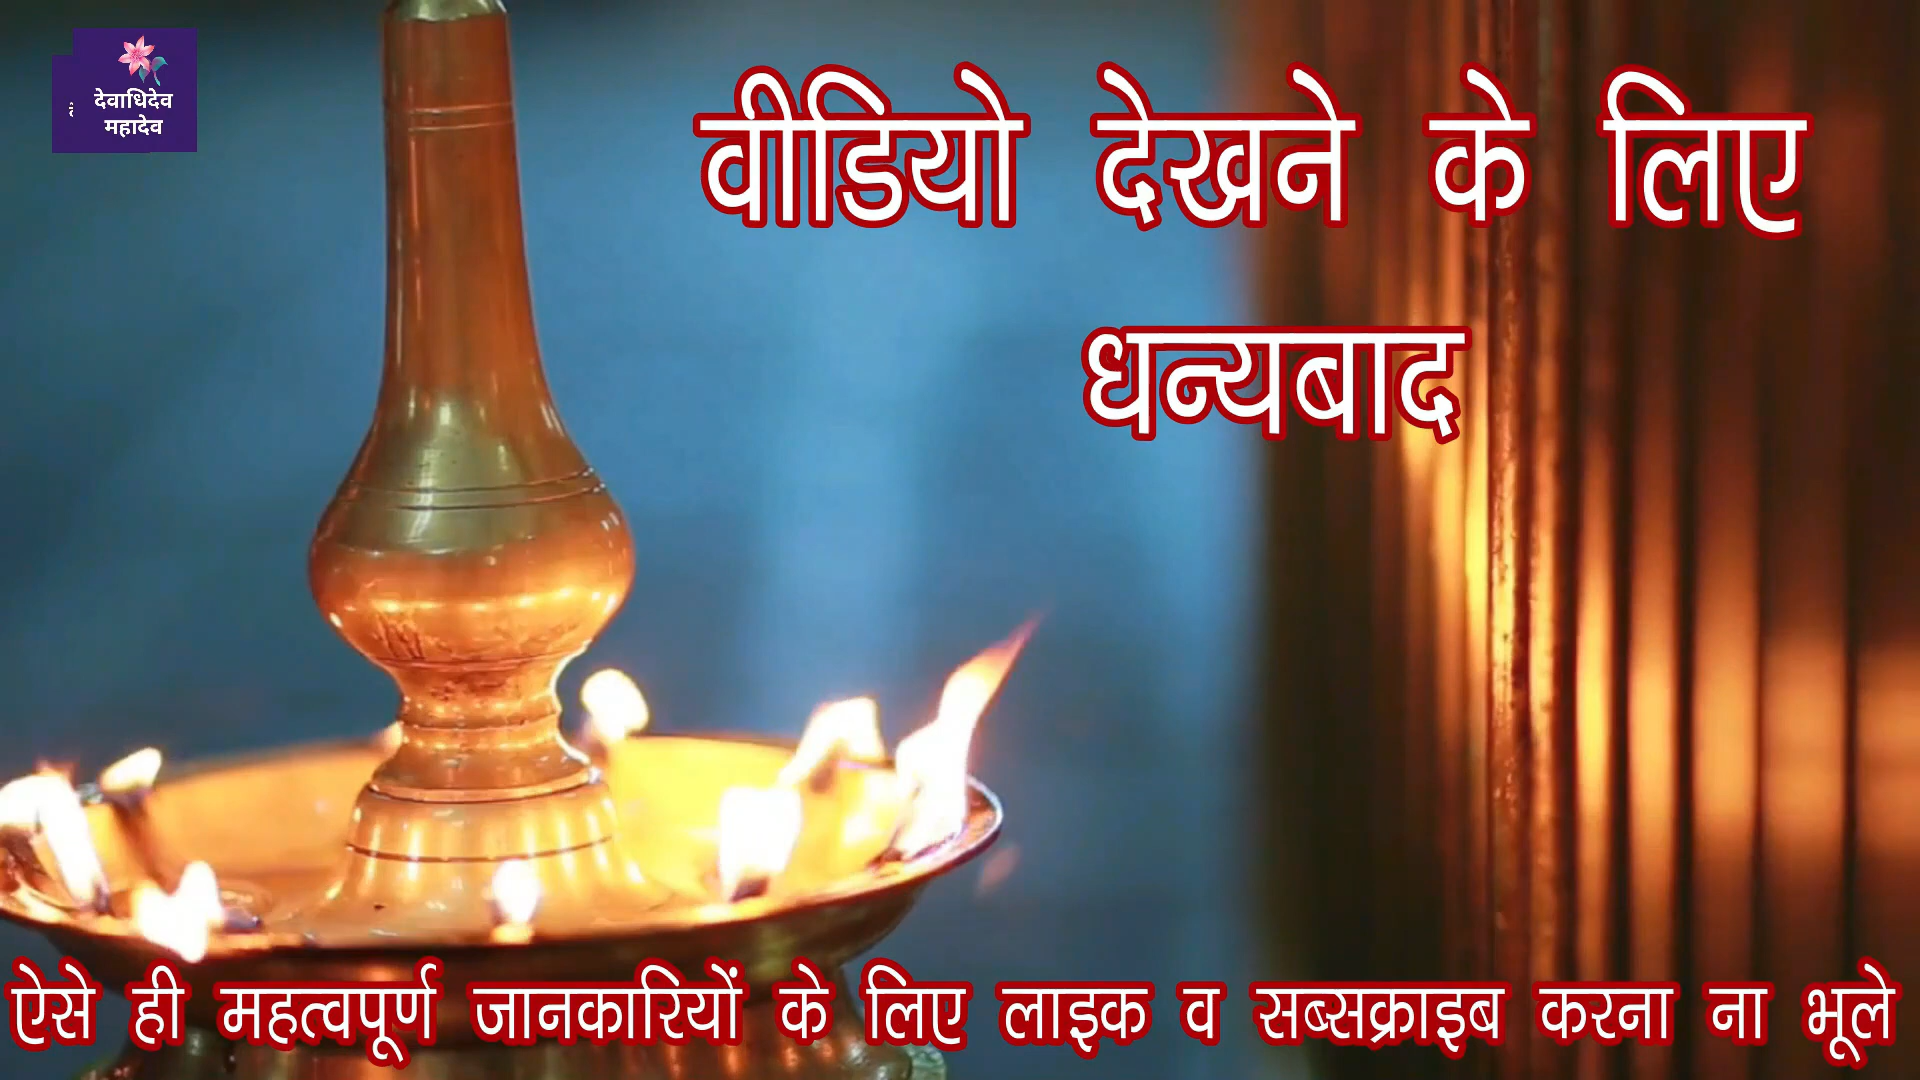 देवाधिदेव
महादेव
वीडियो देखने के लिए
धन्यबाद
ऐसे ही महत्वपूर्ण जानकारियों के लिए लाइक व सब्सक्राइब करना ना भूले